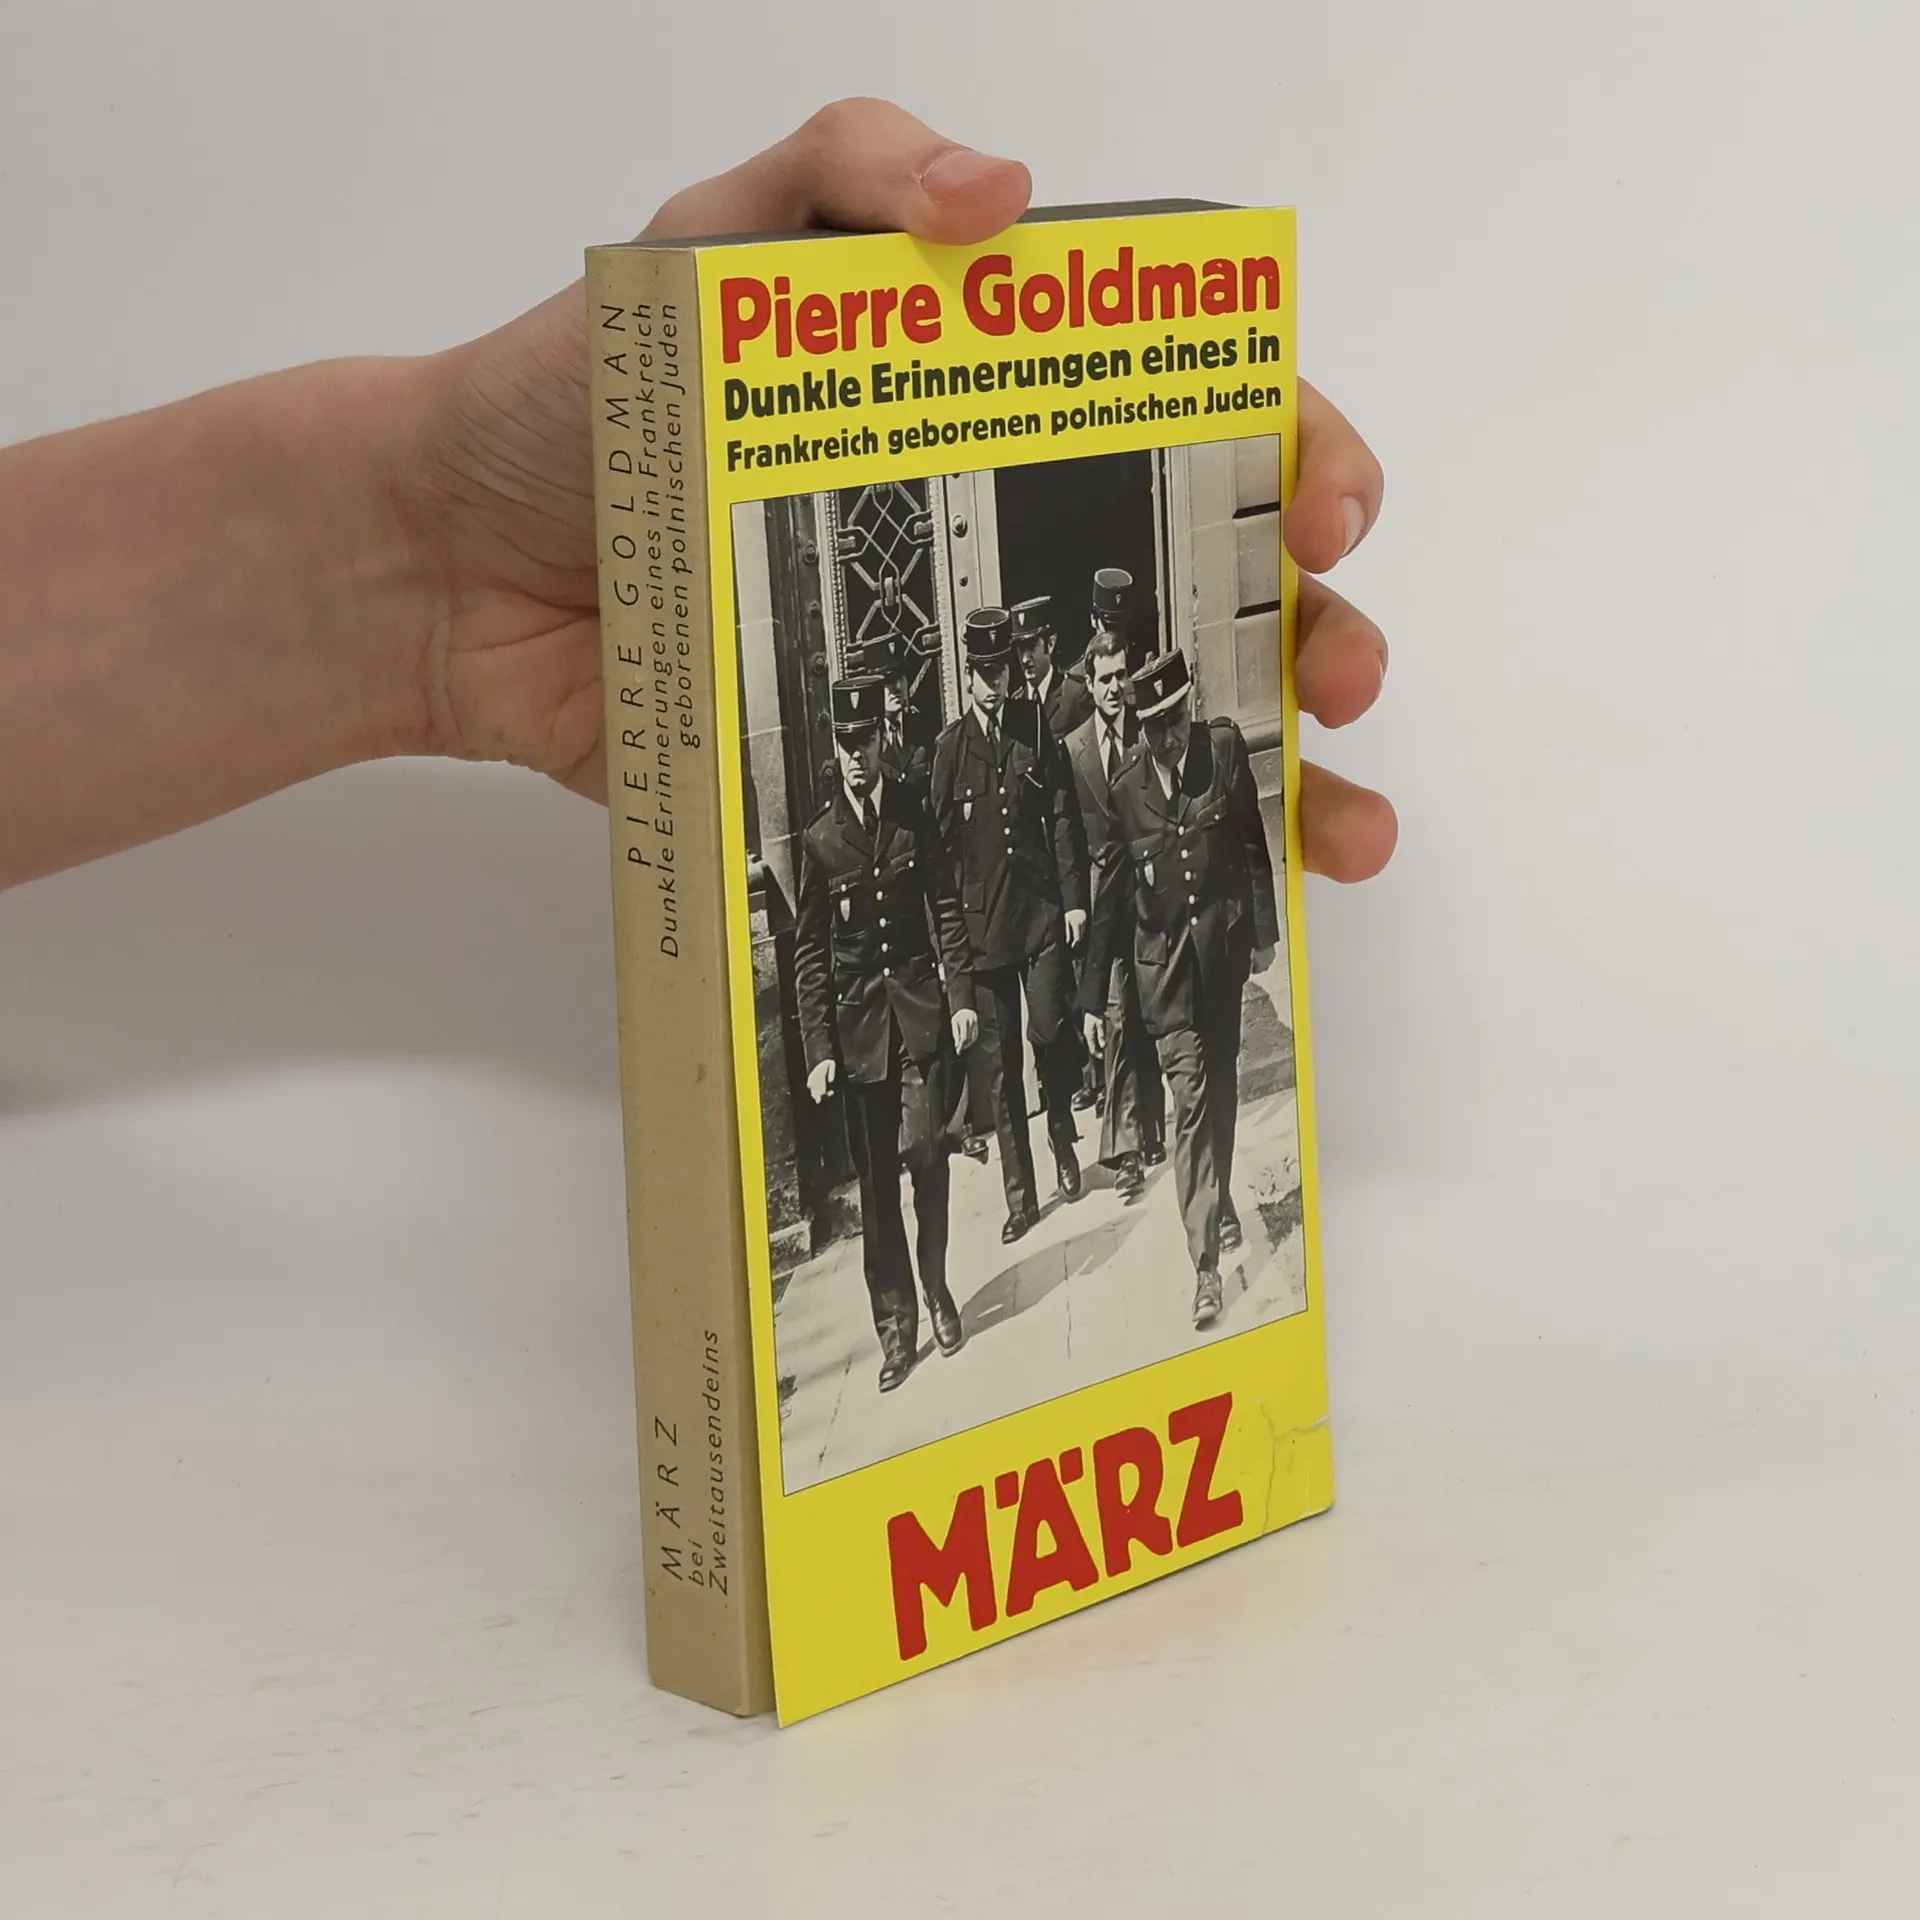 Pierre Goldman
Dunkle Erinnerungen eines in
Frankreich geborenen polnischen Juden
MÄRZ
PIERRE GOLDMAN
Dunkle Erinnerungen eines in Frankreich
geborenen polnischen Juden
MÄRZ
bei
Zweitausendeins